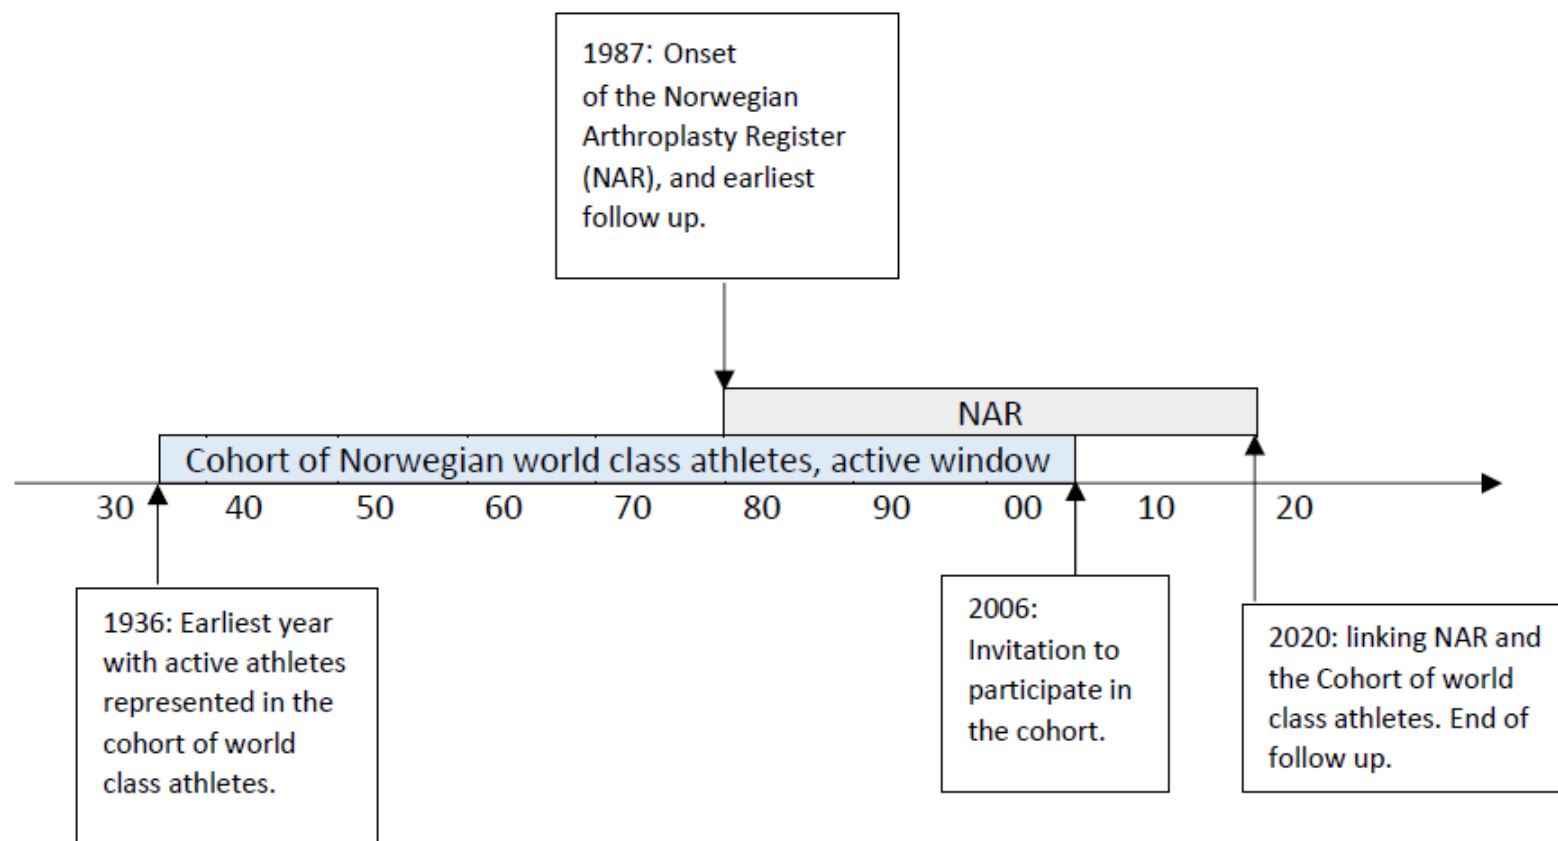 1987: Onset
of the Norwegian
Arthroplasty Register
(NAR), and earliest
follow up.
NAR
Cohort of Norwegian world class athletes, active window
30 40 50 60 70 80 90 00 10 20
1936: Earliest year
with active athletes
represented in the
cohort of world
class athletes.
2006:
Invitation to
participate in
the cohort.
2020: linking NAR and
the Cohort of world
class athletes. End of
follow up.